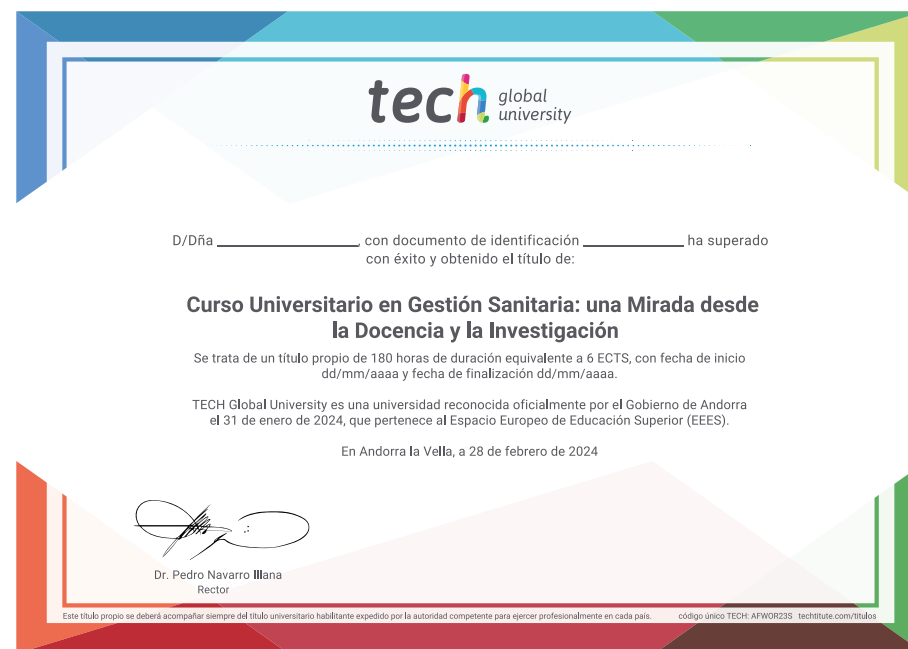 tech global
university
D/Dña ____________________, con documento de identificación ______________ ha superado
con éxito y obtenido el título de:
Curso Universitario en Gestión Sanitaria: una Mirada desde
la Docencia y la Investigación
Se trata de un título propio de 180 horas de duración equivalente a 6 ECTS, con fecha de inicio
dd/mm/aaaa y fecha de finalización dd/mm/aaaa.
TECH Global University es una universidad reconocida oficialmente por el Gobierno de Andorra
el 31 de enero de 2024, que pertenece al Espacio Europeo de Educación Superior (EEES).
En Andorra la Vella, a 28 de febrero de 2024
Dr. Pedro Navarro Illana
Rector
Este título propio se deberá acompañar siempre del título universitario habilitante expedido por la autoridad competente para ejercer profesionalmente en cada país. código único TECH: AFWOR23S techtitute.com/titulos